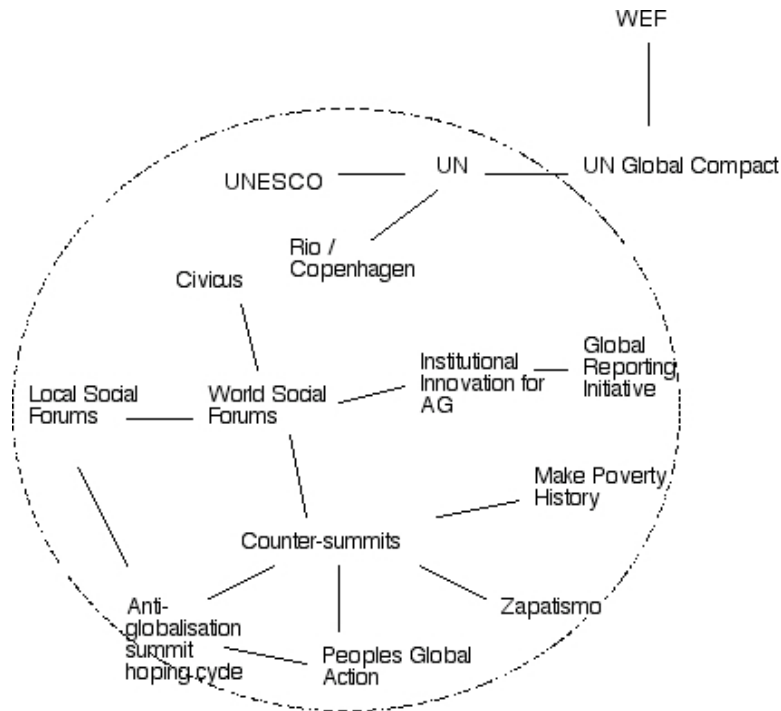 WEF
UNESCO
UN
UN Global Compact
Rio /
Copenhagen
Civicus
Local Social
Forums
World Social
Forums
Institutional
Innovation for
AG
Global
Reporting
Initiative
Make Poverty
History
Counter-summits
Zapatismo
Anti-
globalisation
summit
hoping cycle
Peoples Global
Action